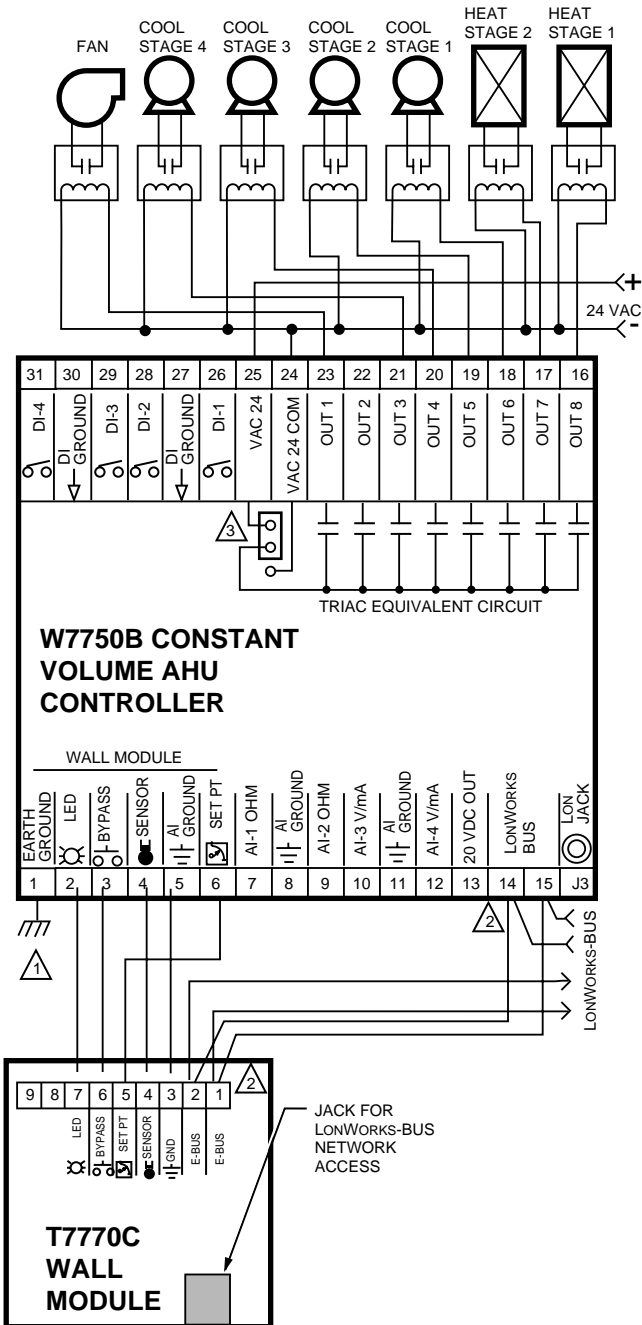 FAN
COOL
STAGE 4
COOL
STAGE 3
COOL
STAGE 2
COOL
STAGE 1
HEAT
STAGE 2
HEAT
STAGE 1
+
24 VAC
-
31 30 29 28 27 26 25 24 23 22 21 20 19 18 17 16
DI-4
DI
GROUND
DI-3
DI-2
DI
GROUND
DI-1
VAC 24
VAC 24 COM
OUT 1
OUT 2
OUT 3
OUT 4
OUT 5
OUT 6
OUT 7
OUT 8
3
TRIAC EQUIVALENT CIRCUIT
W7750B CONSTANT
VOLUME AHU
CONTROLLER
WALL MODULE
EARTH
GROUND
LED
BYPASS
SENSOR
AI
GROUND
SET PT
AI-1 OHM
AI
GROUND
AI-2 OHM
AI-3 V/mA
AI
GROUND
AI-4 V/mA
20 VDC OUT
LONWORKS
BUS
LON
JACK
1 2 3 4 5 6 7 8 9 10 11 12 13 14 15 J3
1
2
LONWORKS-BUS
9 8 7 6 5 4 3 2 1
2
LED
BYPASS
SET PT
SENSOR
GND
E-BUS
E-BUS
JACK FOR
LONWORKS-BUS
NETWORK
ACCESS
T7770C
WALL
MODULE